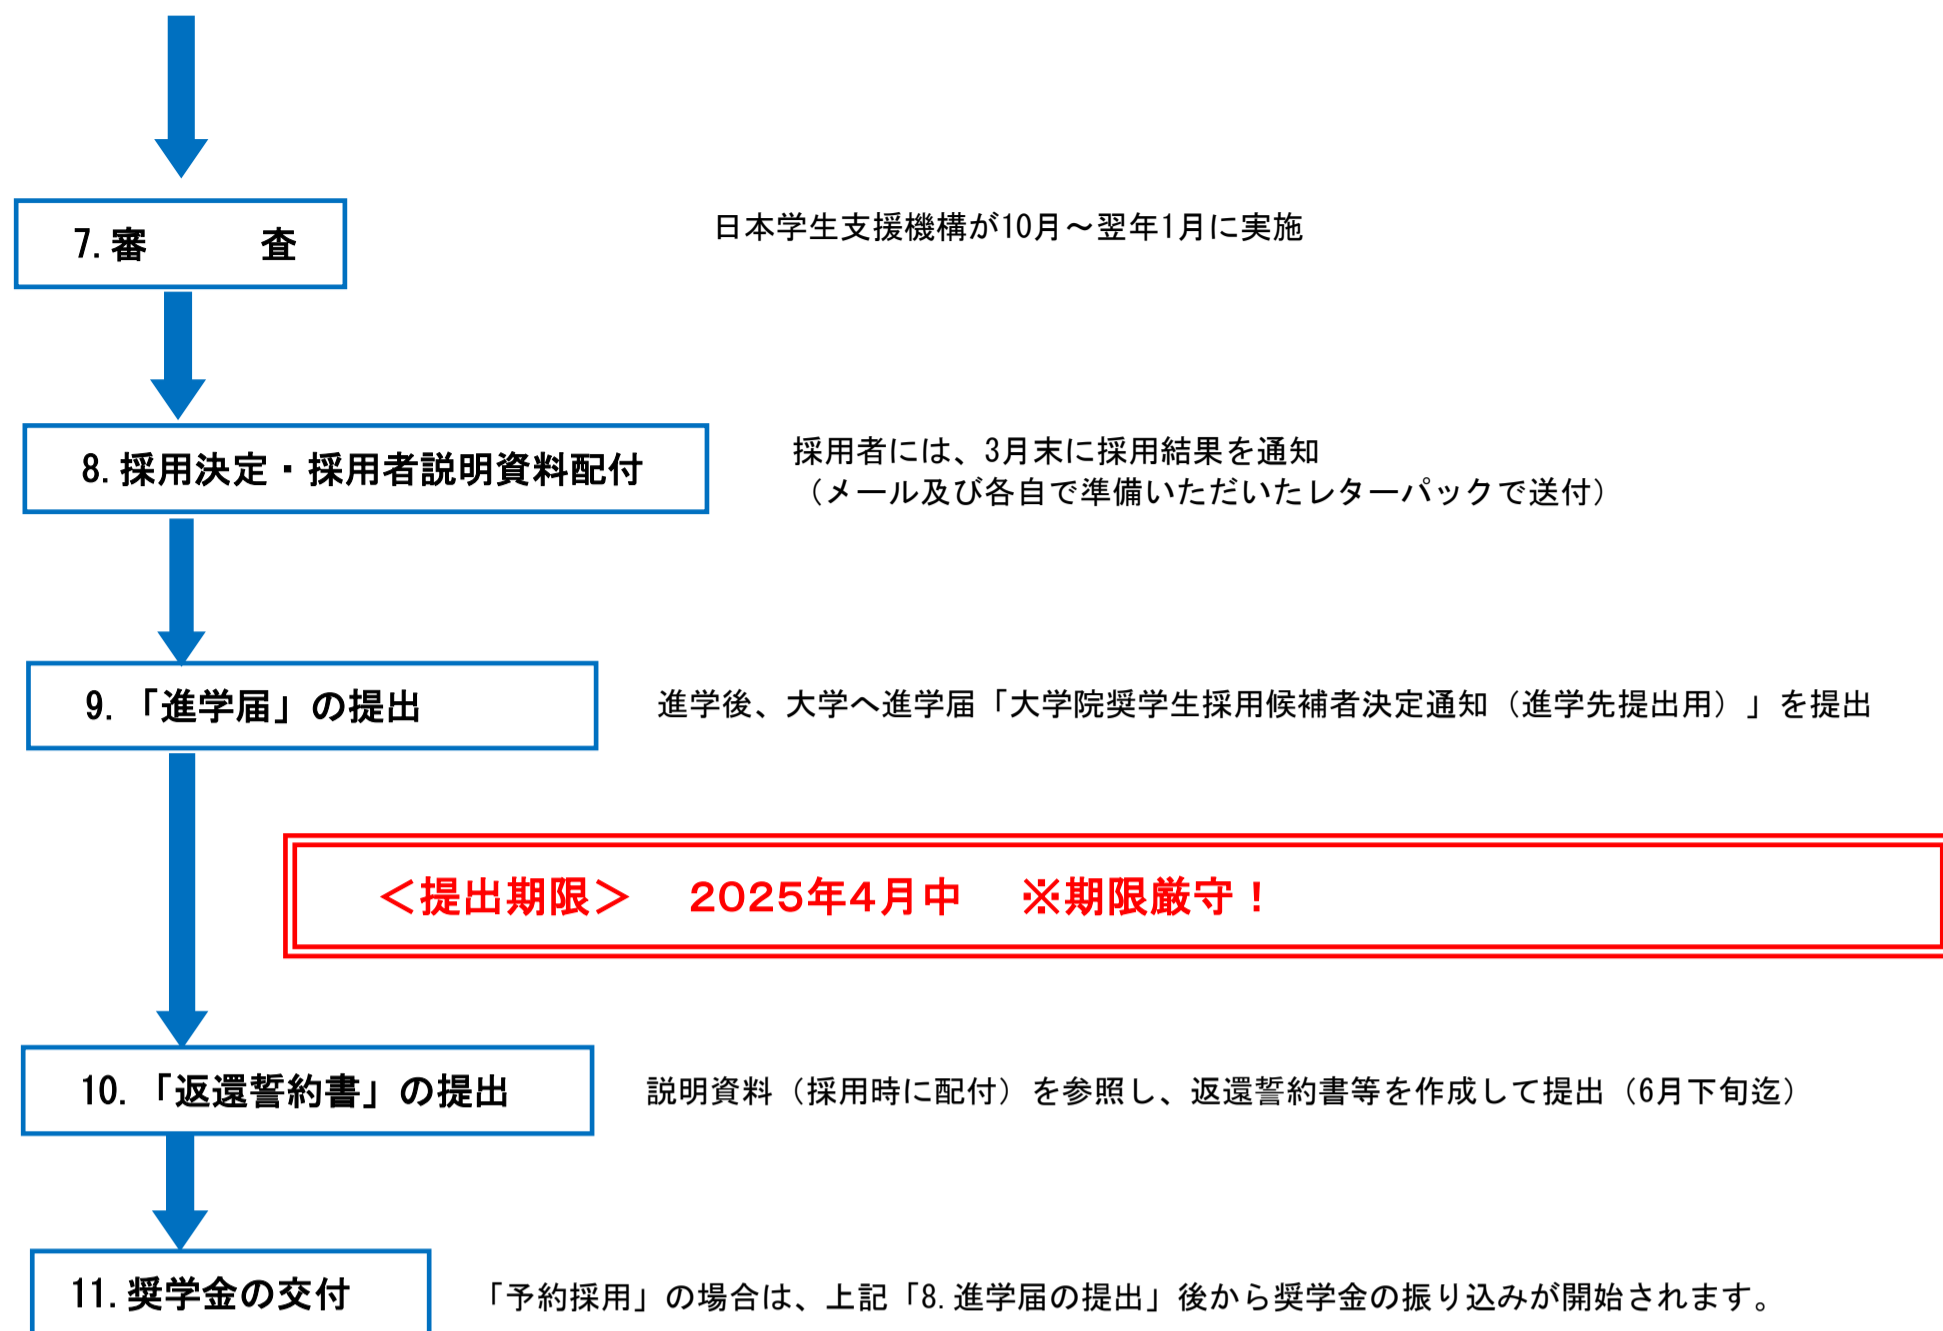 7.審　　　査
日本学生支援機構が10月～翌年1月に実施
8.採用決定・採用者説明資料配付
採用者には、3月末に採用結果を通知
（メール及び各自で準備いただいたレターパックで送付）
9.「進学届」の提出
進学後、大学へ進学届「大学院奨学生採用候補者決定通知（進学先提出用）」を提出
＜提出期限＞　2025年4月中　※期限厳守！
10.「返還誓約書」の提出
説明資料（採用時に配付）を参照し、返還誓約書等を作成して提出（6月下旬迄）
11.奨学金の交付
「予約採用」の場合は、上記「8.進学届の提出」後から奨学金の振り込みが開始されます。